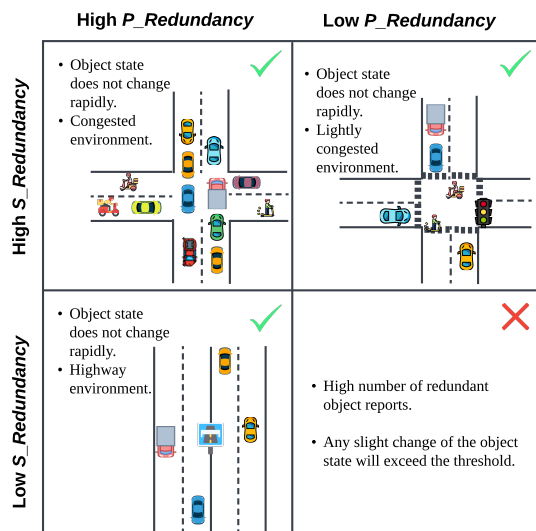 High P_Redundancy
Low P_Redundancy
High S_Redundancy
• Object state
does not change
rapidly.
• Congested
environment.
• Object state
does not change
rapidly.
• Lightly
congested
environment.
Low S_Redundancy
• Object state
does not change
rapidly.
• Highway
environment.
• High number of redundant
object reports.
• Any slight change of the object
state will exceed the threshold.